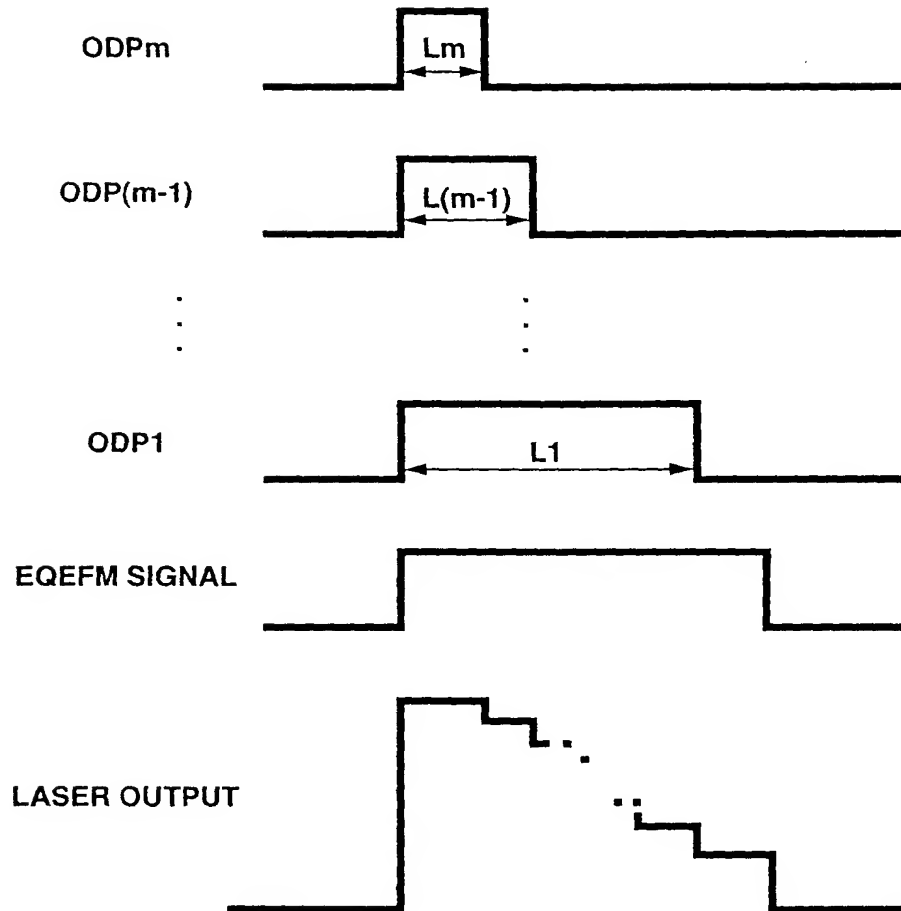 ODPm
Lm
ODP(m-1)
L(m-1)
ODP1
L1
EQEFM SIGNAL
LASER OUTPUT